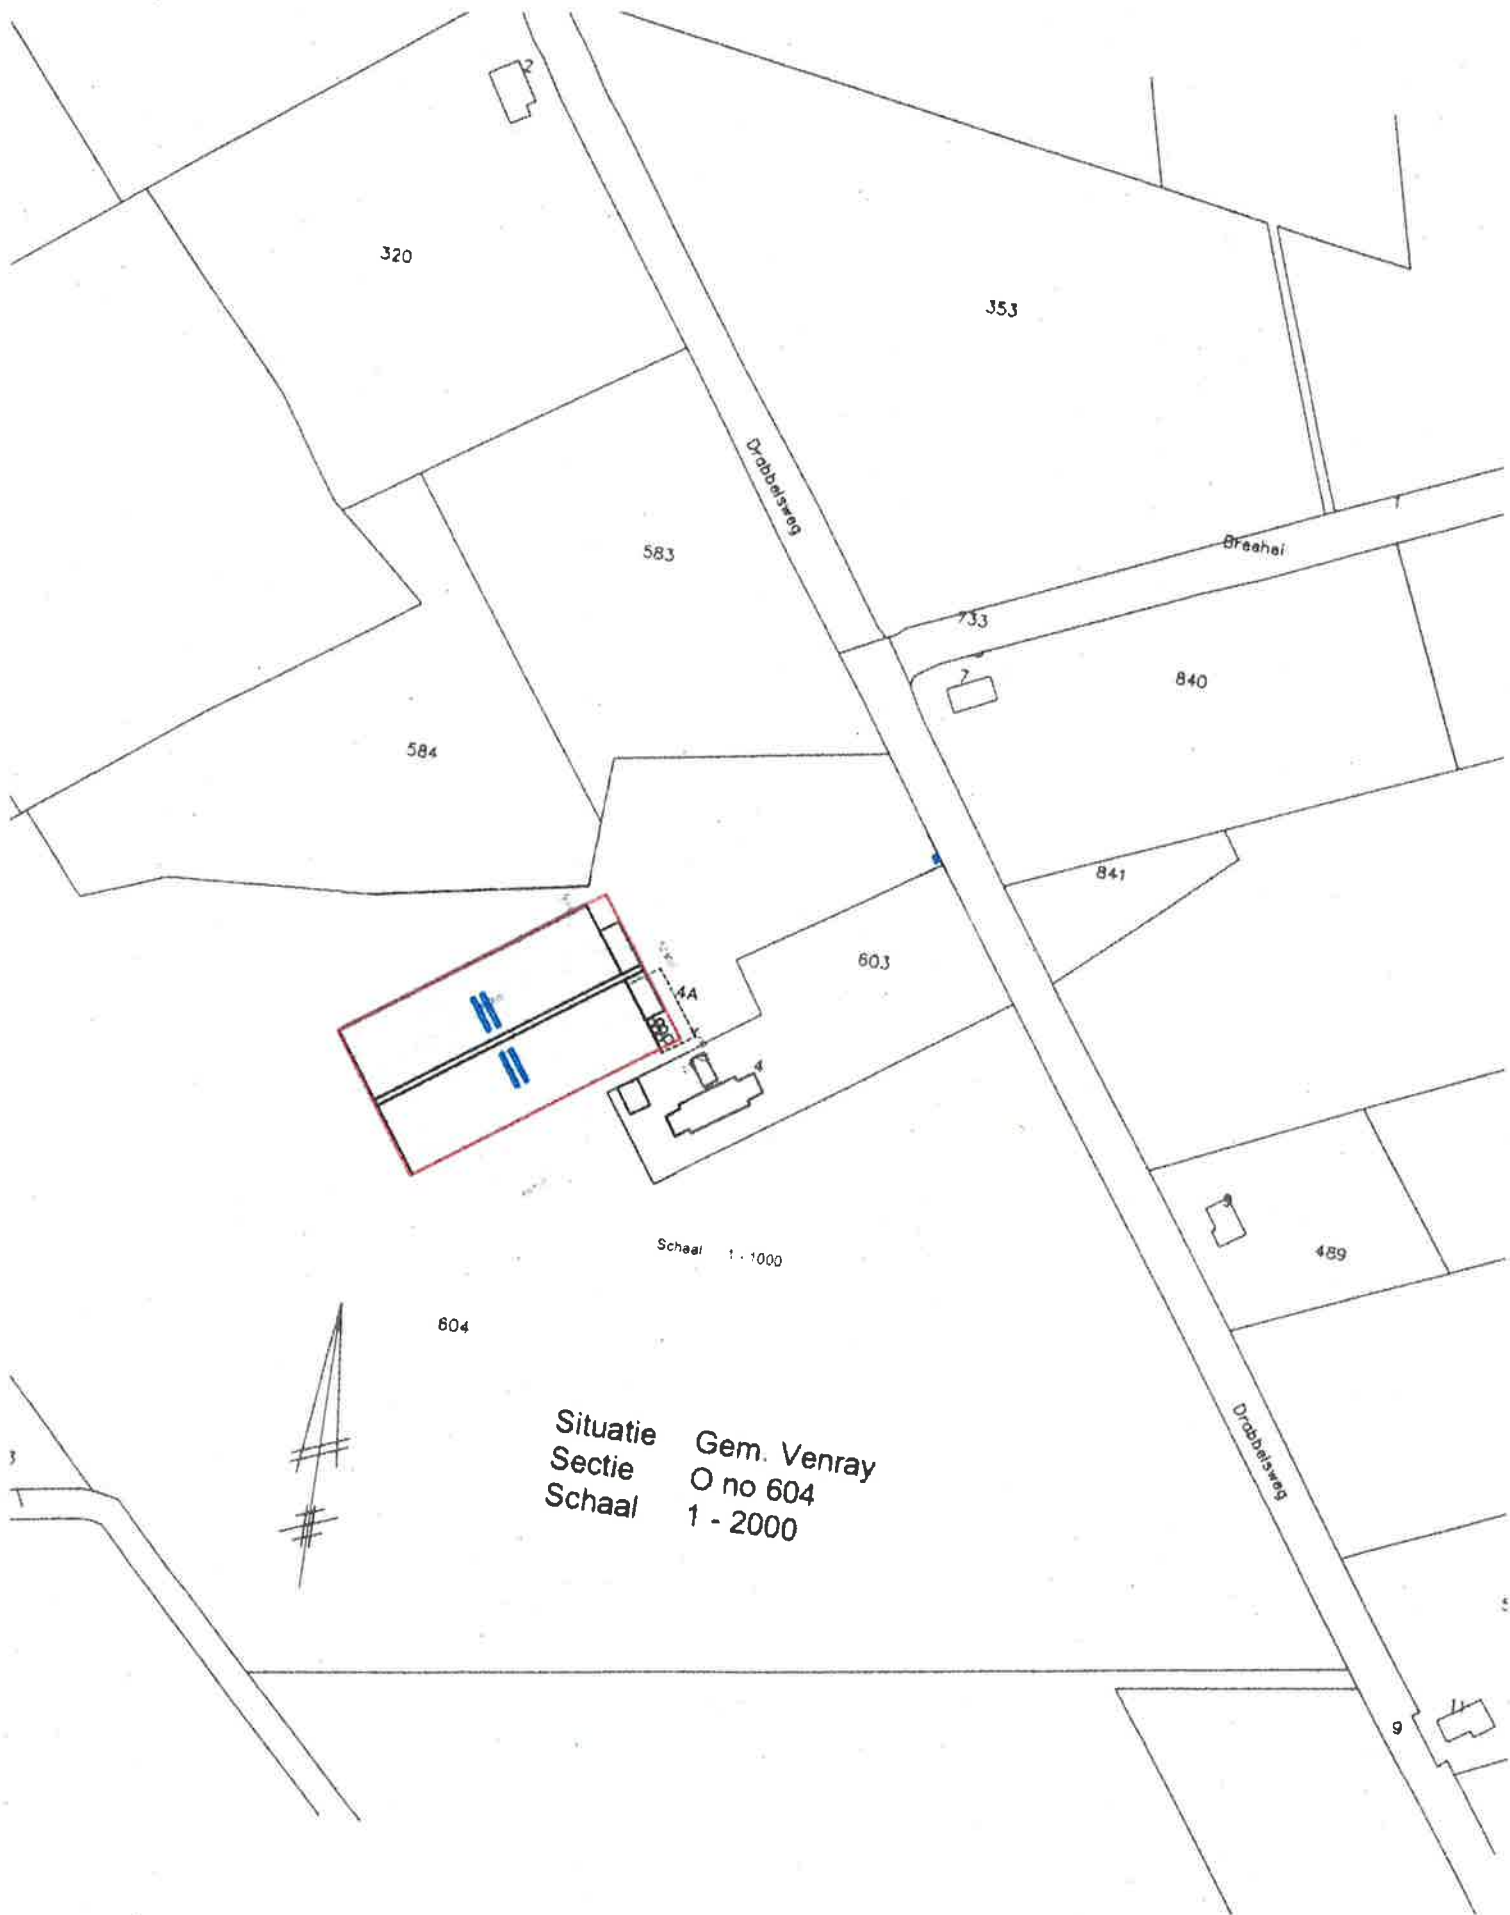 2
320
353
Drabbelsweg
583
Breehei
733
7
840
584
841
603
4A
4
9
489
Schaal 1 - 1000
604
Situatie Gem. Venray
Sectie O no 604
Schaal 1 - 2000
Drabbelsweg
3
11
9